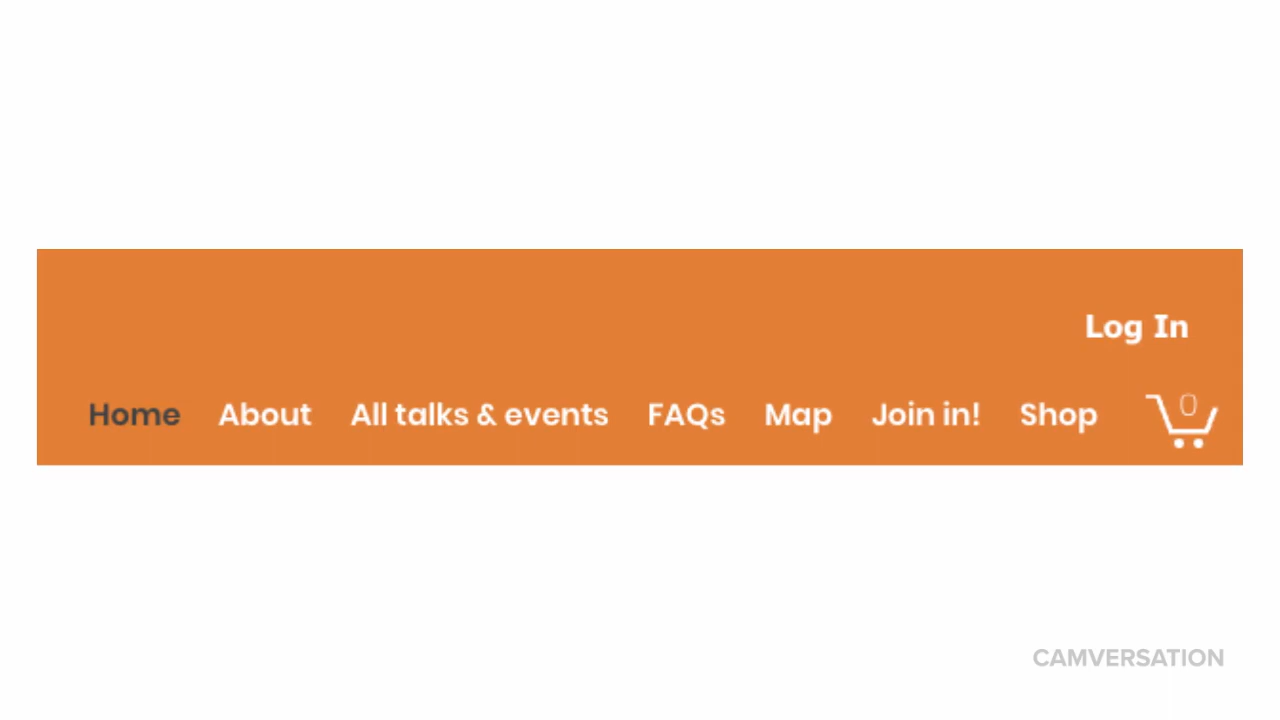 Log In
Home About All talks & events FAQs Map Join in! Shop 0
CAMVERSATION